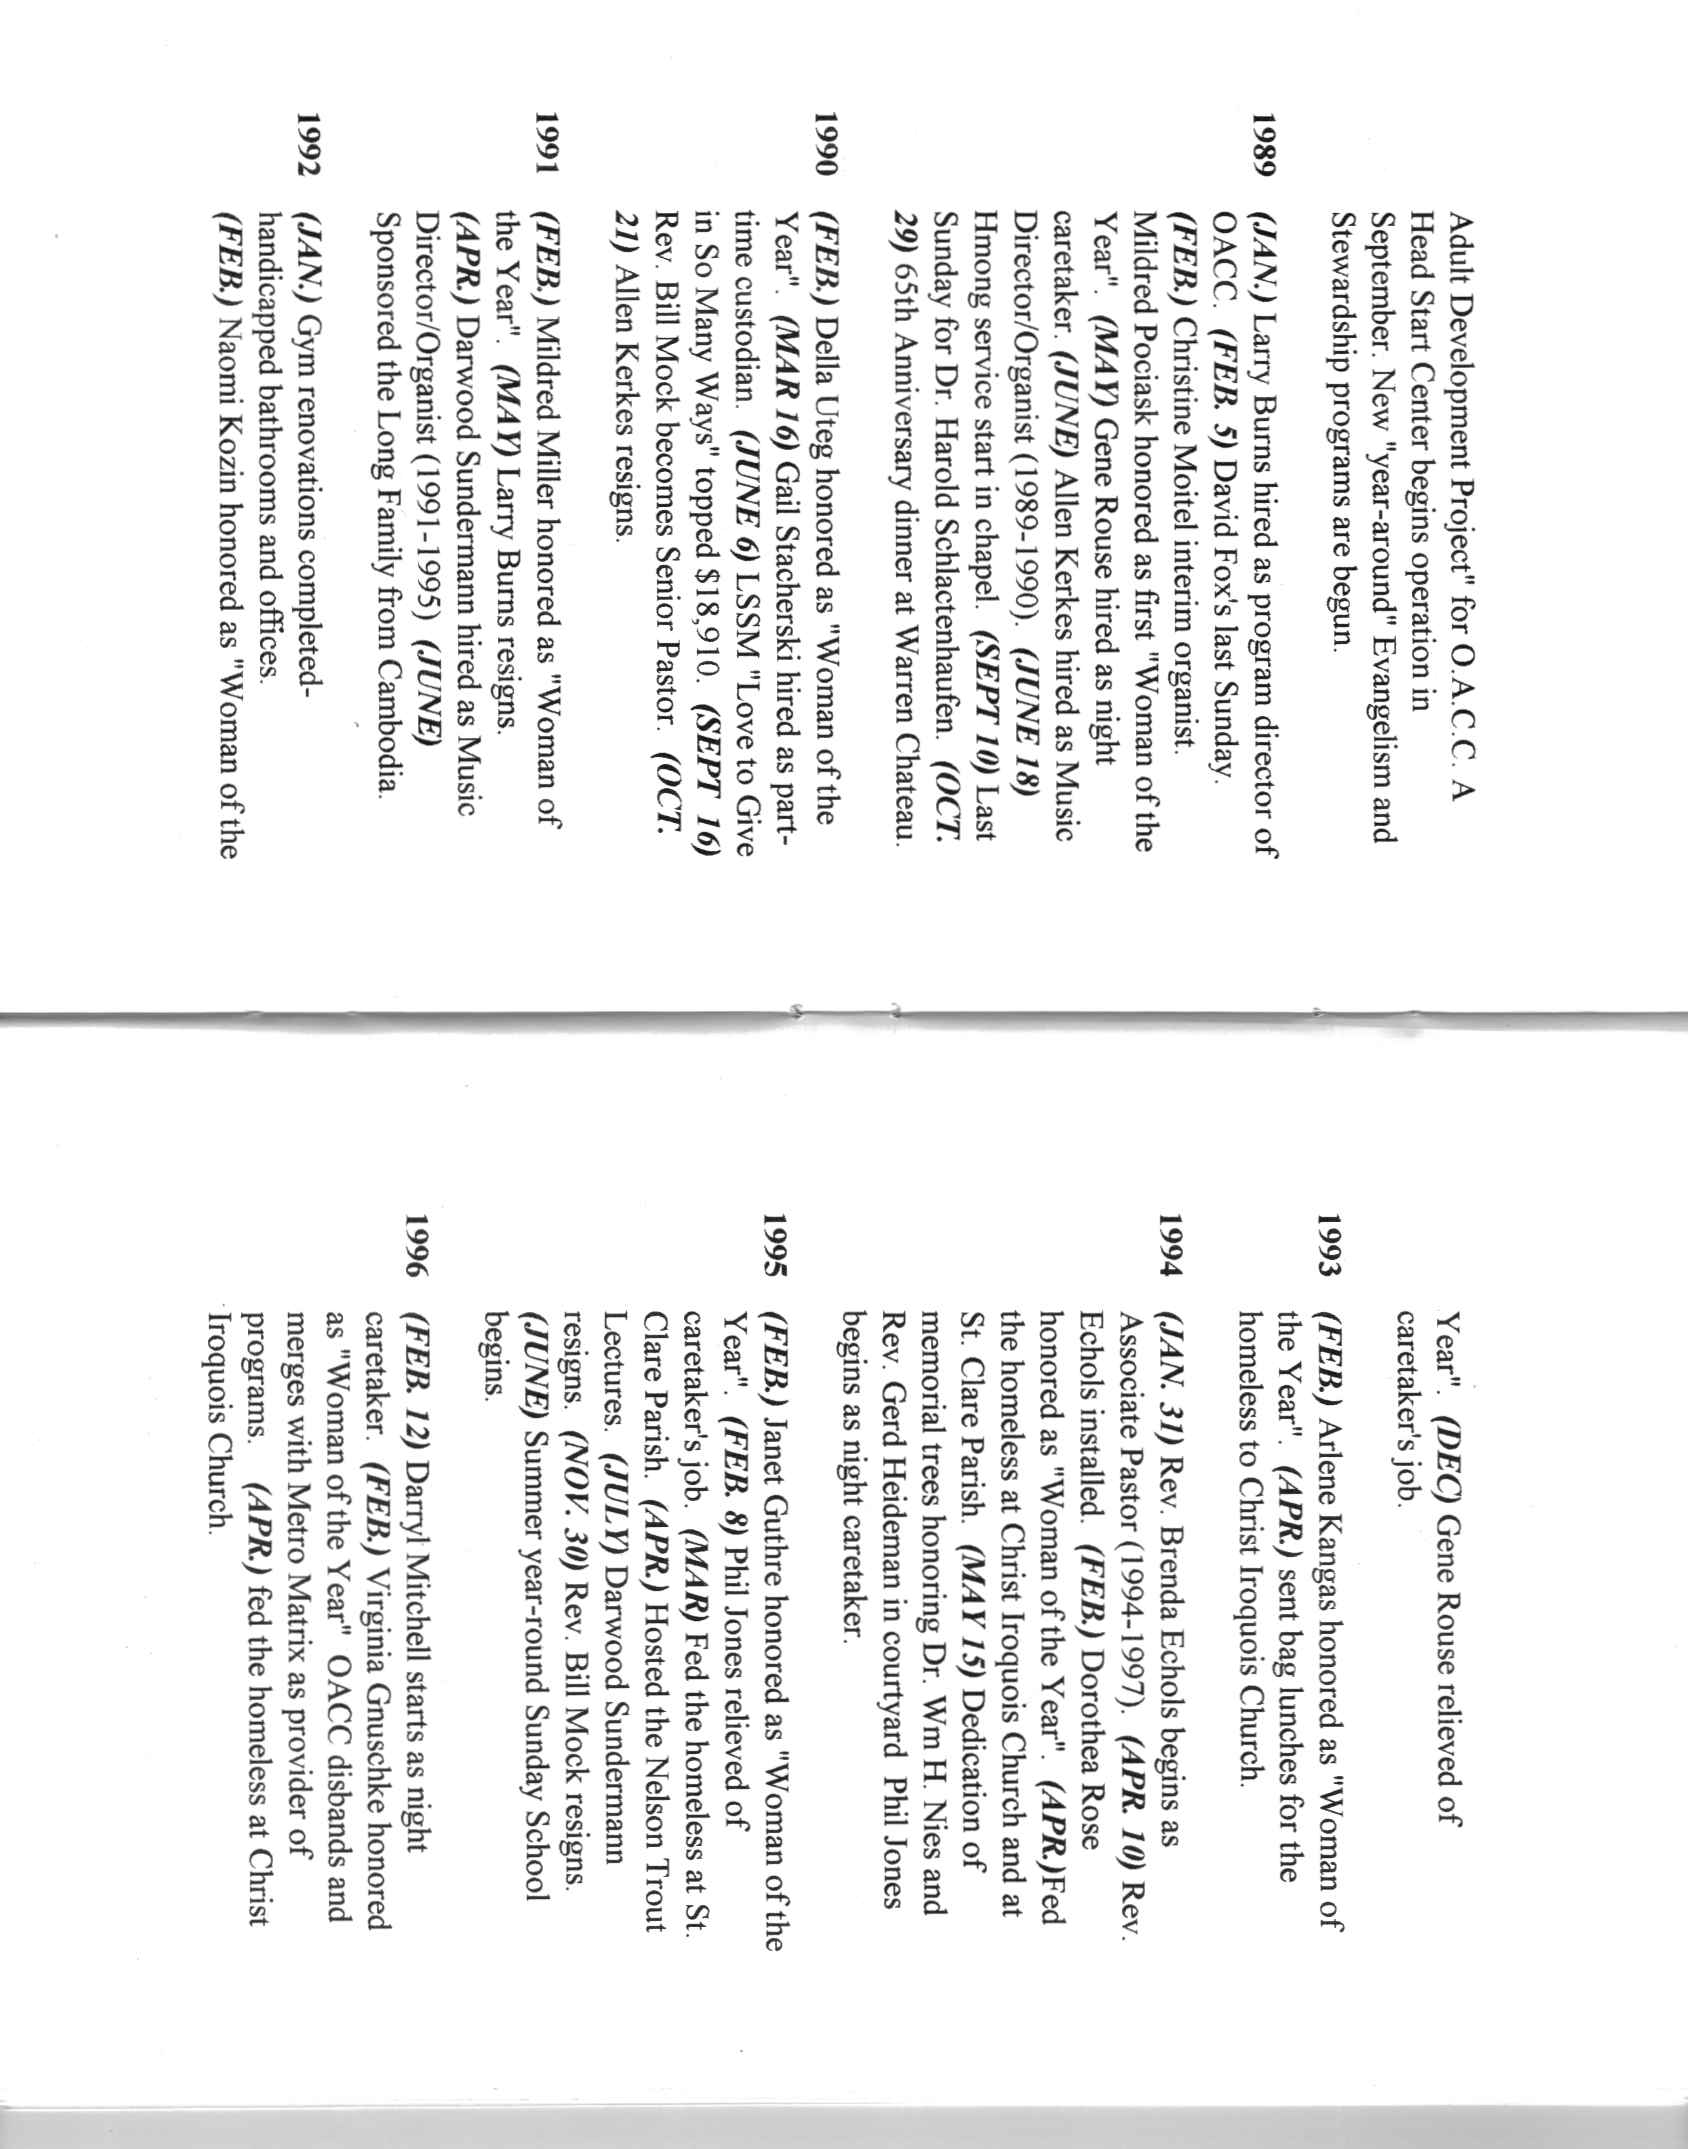 Adult Development Project" for O.A.C.C. A
Head Start Center begins operation in
September. New "year-around" Evangelism and
Stewardship programs are begun.
1989 (JAN.) Larry Burns hired as program director of
OACC. (FEB. 5) David Fox's last Sunday.
(FEB.) Christine Moitel interim organist.
Mildred Pociask honored as first "Woman of the
Year". (MAY) Gene Rouse hired as night
caretaker. (JUNE) Allen Kerkes hired as Music
Director/Organist (1989-1990). (JUNE 18)
Hmong service start in chapel. (SEPT 10) Last
Sunday for Dr. Harold Schlactenhaufen. (OCT.
29) 65th Anniversary dinner at Warren Chateau.
1990 (FEB.) Della Uteg honored as "Woman of the
Year". (MAR 16) Gail Stacherski hired as part-
time custodian. (JUNE 6) LSSM "Love to Give
in So Many Ways" topped $18,910. (SEPT 16)
Rev. Bill Mock becomes Senior Pastor. (OCT.
21) Allen Kerkes resigns.
1991 (FEB.) Mildred Miller honored as "Woman of
the Year". (MAY) Larry Burns resigns.
(APR.) Darwood Sundermann hired as Music
Director/Organist (1991-1995) (JUNE)
Sponsored the Long Family from Cambodia.
1992 (JAN.) Gym renovations completed-
handicapped bathrooms and offices.
(FEB.) Naomi Kozin honored as "Woman of the
Year". (DEC) Gene Rouse relieved of
caretaker's job.
1993 (FEB.) Arlene Kangas honored as "Woman of
the Year". (APR.) sent bag lunches for the
homeless to Christ Iroquois Church.
1994 (JAN. 31) Rev. Brenda Echols begins as
Associate Pastor (1994-1997). (APR. 10) Rev.
Echols installed. (FEB.) Dorothea Rose
honored as "Woman of the Year". (APR.)Fed
the homeless at Christ Iroquois Church and at
St. Clare Parish. (MAY 15) Dedication of
memorial trees honoring Dr. Wm H. Nies and
Rev. Gerd Heideman in courtyard Phil Jones
begins as night caretaker.
1995 (FEB.) Janet Guthre honored as "Woman of the
Year". (FEB. 8) Phil Jones relieved of
caretaker's job. (MAR) Fed the homeless at St.
Clare Parish. (APR.) Hosted the Nelson Trout
Lectures. (JULY) Darwood Sundermann
resigns. (NOV. 30) Rev. Bill Mock resigns.
(JUNE) Summer year-round Sunday School
begins.
1996 (FEB. 12) Darryl Mitchell starts as night
caretaker. (FEB.) Virginia Gnuschke honored
as "Woman of the Year" OACC disbands and
merges with Metro Matrix as provider of
programs. (APR.) fed the homeless at Christ
Iroquois Church.